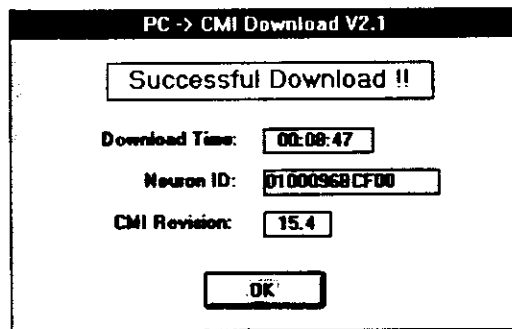 PC -> CMI Download V2.1
Successful Download !!
Download Time: 00:08:47
Neuron ID: 01000968CF00
CMI Revision: 15.4
OK